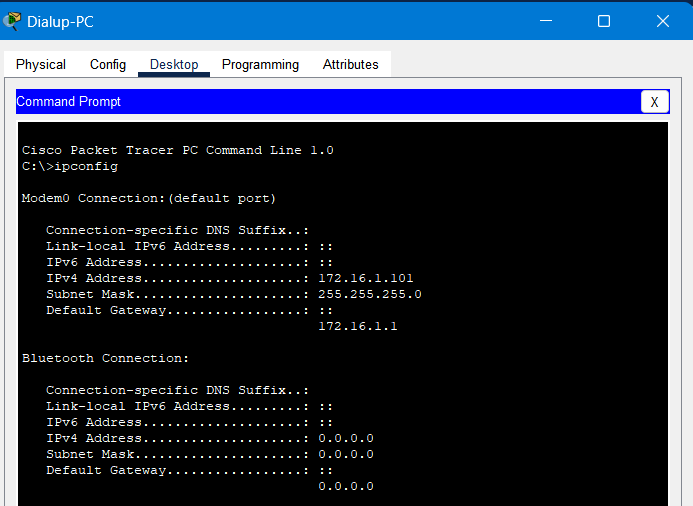 Dialup-PC
Physical Config Desktop Programming Attributes
Command Prompt X
Cisco Packet Tracer PC Command Line 1.0
C:\>ipconfig
Modem0 Connection:(default port)
Connection-specific DNS Suffix..:
Link-local IPv6 Address.........: ::
IPv6 Address....................: ::
IPv4 Address....................: 172.16.1.101
Subnet Mask.....................: 255.255.255.0
Default Gateway.................: ::
172.16.1.1
Bluetooth Connection:
Connection-specific DNS Suffix..:
Link-local IPv6 Address.........: ::
IPv6 Address....................: ::
IPv4 Address....................: 0.0.0.0
Subnet Mask.....................: 0.0.0.0
Default Gateway.................: ::
0.0.0.0